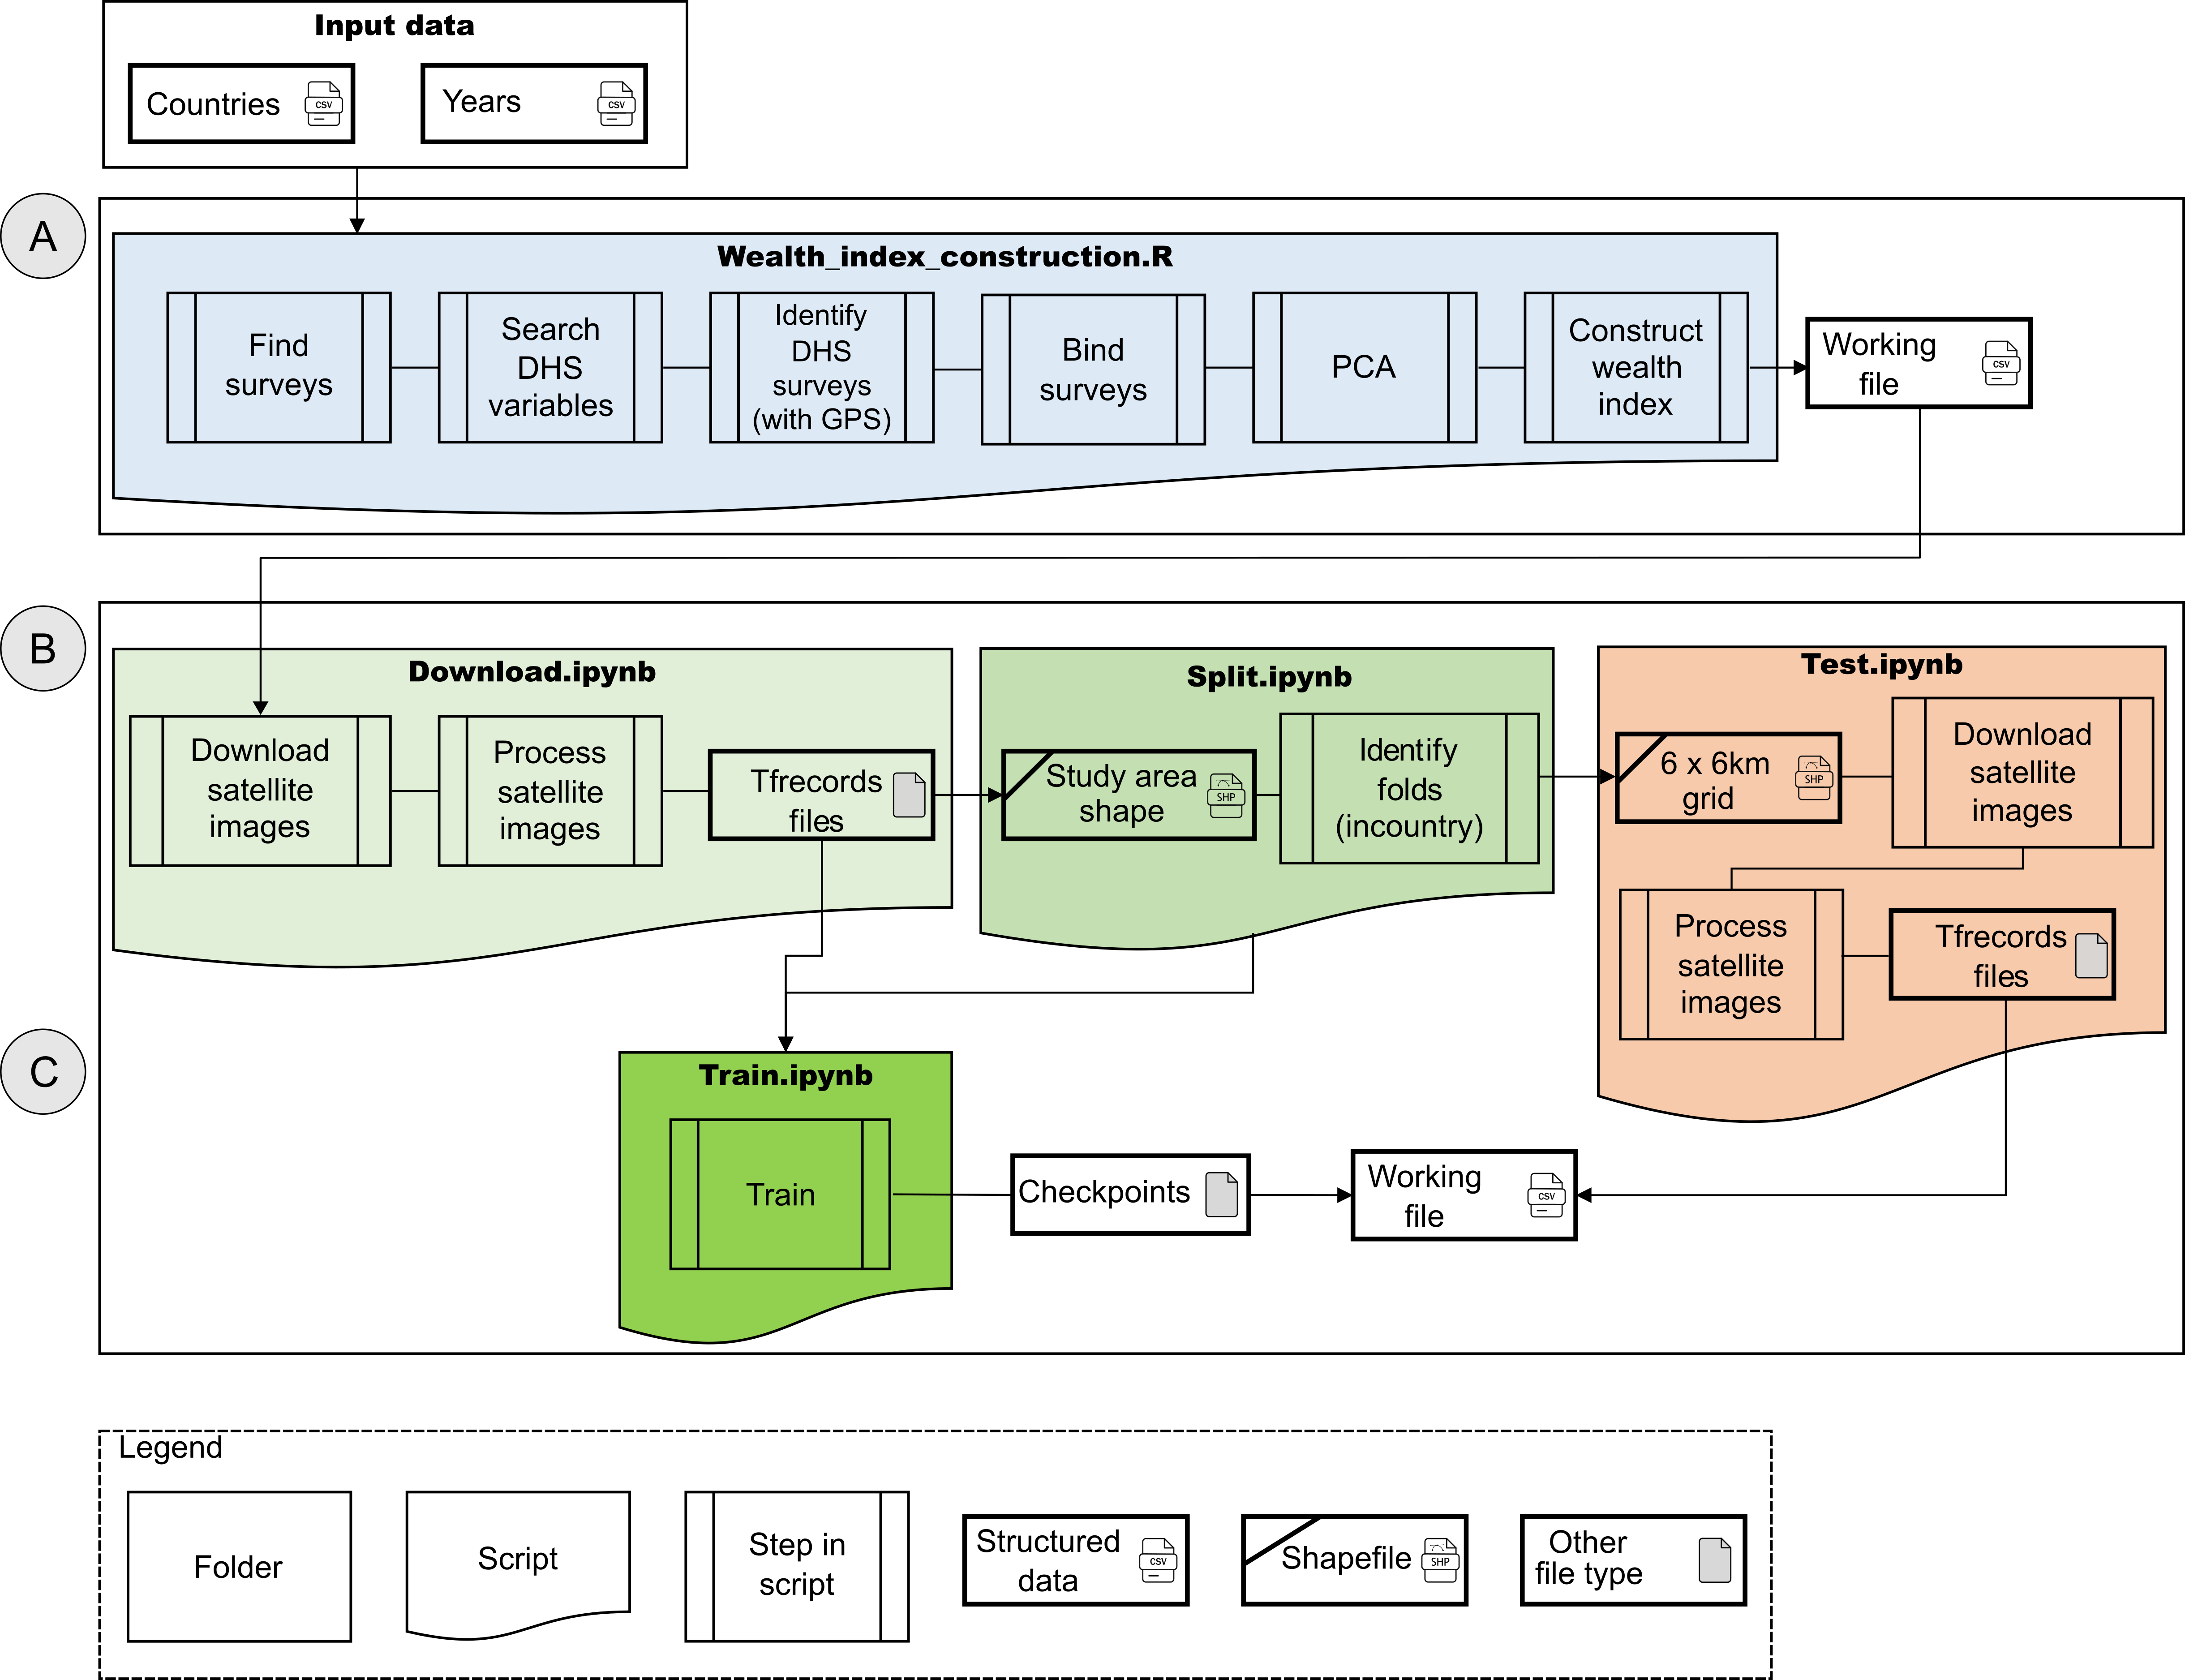 Input data
Countries
CSV
Years
CSV
A
Wealth_index_construction.R
Find
surveys
Search
DHS
variables
Identify
DHS
surveys
(with GPS)
Bind
surveys
PCA
Construct
wealth
index
Working
file
CSV
B
Download.ipynb
Download
satellite
images
Process
satellite
images
Tfrecords
files
Split.ipynb
Study area
shape
SHP
Identify
folds
(incountry)
Test.ipynb
6 x 6km
grid
SHP
Download
satellite
images
Process
satellite
images
Tfrecords
files
C
Train.ipynb
Train
Checkpoints
Working
file
CSV
Legend
Folder
Script
Step in
script
Structured
data
CSV
Shapefile
SHP
Other
file type